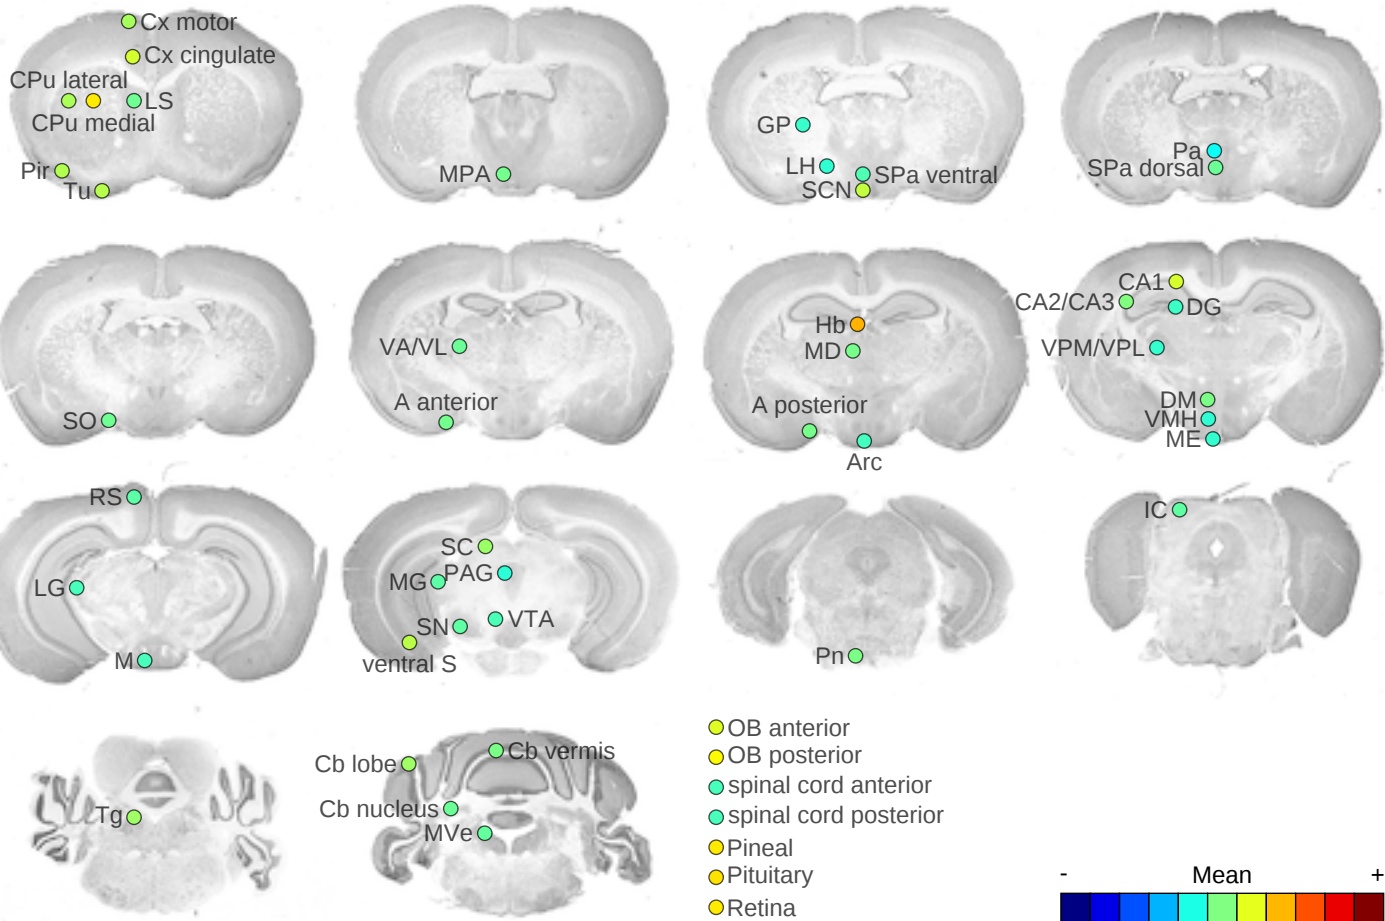 Cx motor
Cx cingulate
CPu lateral
LS
CPu medial
Pir
Tu
MPA
GP
LH
SPa ventral
SCN
Pa
SPa dorsal
SO
VA/VL
A anterior
Hb
MD
A posterior
Arc
CA1
CA2/CA3
DG
VPM/VPL
DM
VMH
ME
RS
LG
M
SC
MG
PAG
SN
VTA
ventral S
Pn
IC
Tg
Cb lobe
Cb vermis
Cb nucleus
MVe
OB anterior
OB posterior
spinal cord anterior
spinal cord posterior
Pineal
Pituitary
Retina
- Mean +